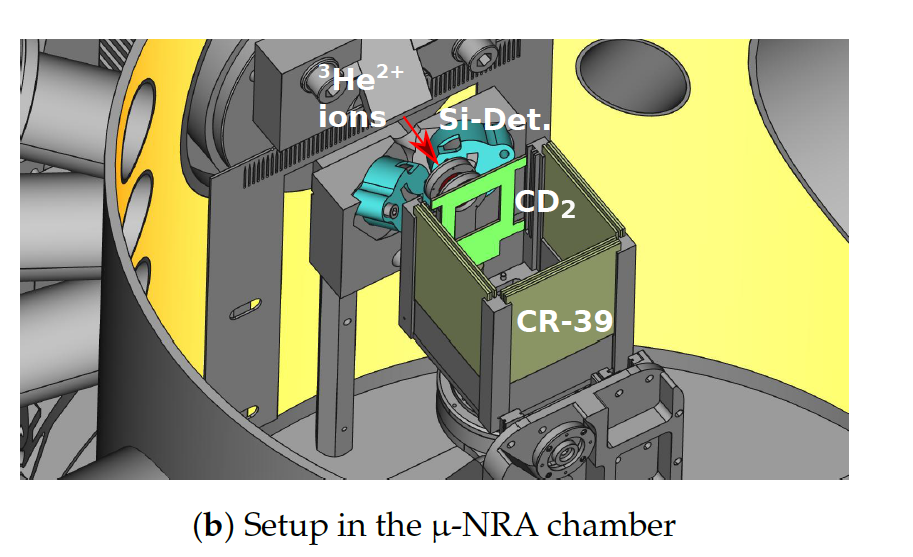 ³He²⁺
ions
Si-Det.
CD₂
CR-39
(b) Setup in the μ-NRA chamber